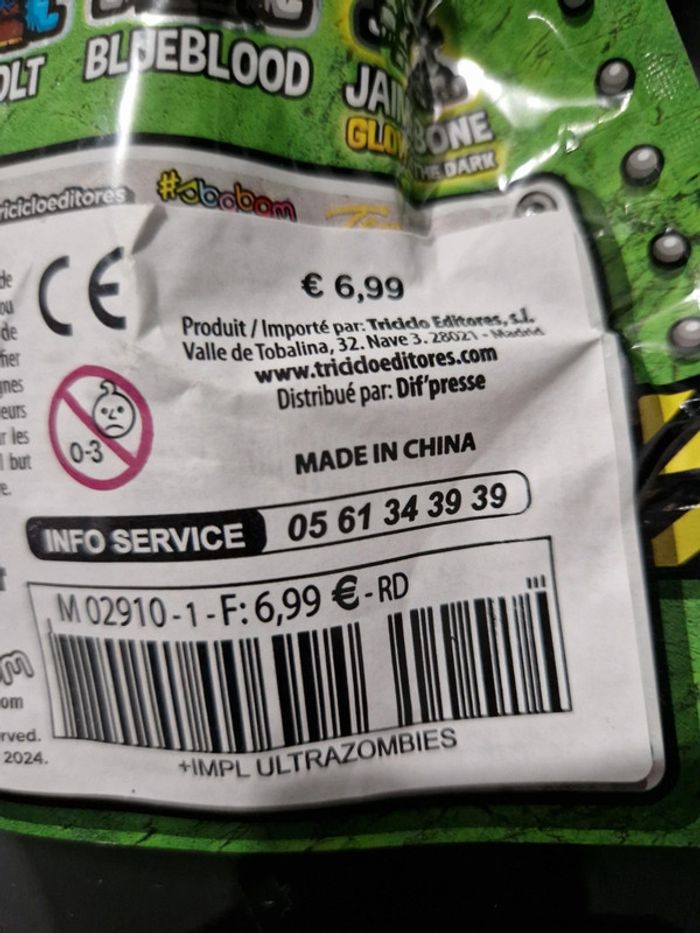 BLUEBLOOD
GLOW
BONE
THE DARK
#sbabam
€ 6,99
Produit / Importé par: Triciclo Editores, s.l.
Valle de Tobalina, 32. Nave 3. 28021 - Madrid
www.tricicloeditores.com
Distribué par: Dif'presse
CE
0-3
MADE IN CHINA
INFO SERVICE 05 61 34 39 39
M 02910 - 1 - F: 6,99 € - RD
+IMPL ULTRAZOMBIES
2024.